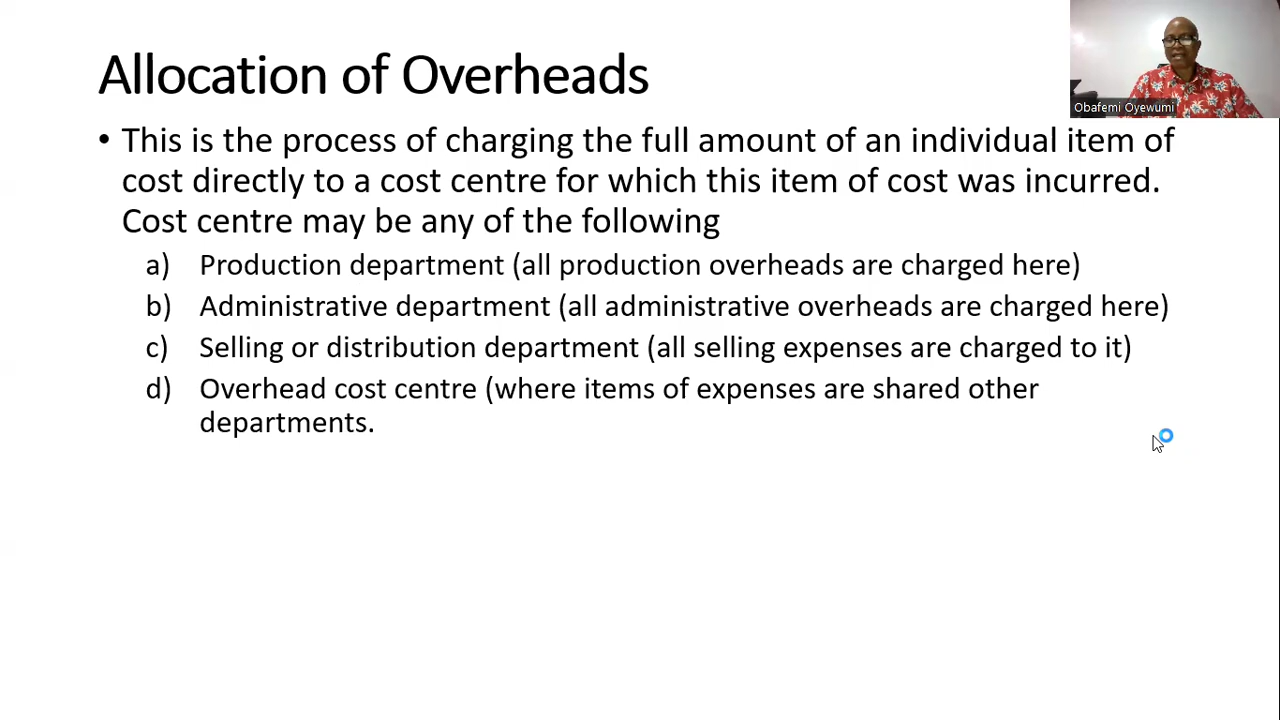 Allocation of Overheads
Obafemi Oyewumi
• This is the process of charging the full amount of an individual item of
cost directly to a cost centre for which this item of cost was incurred.
Cost centre may be any of the following
a) Production department (all production overheads are charged here)
b) Administrative department (all administrative overheads are charged here)
c) Selling or distribution department (all selling expenses are charged to it)
d) Overhead cost centre (where items of expenses are shared other
departments.